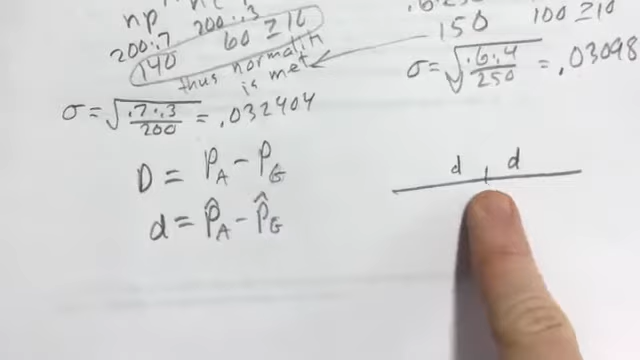 np
200·.7 200·.3
140 60 ≥10
thus normality
is met
σ=√.7·.3/200 = .032404
D = P_A - P_G
d = p̂_A - p̂_G
150 100 ≥10
σ=√.6·.4/250 = .03098
d d